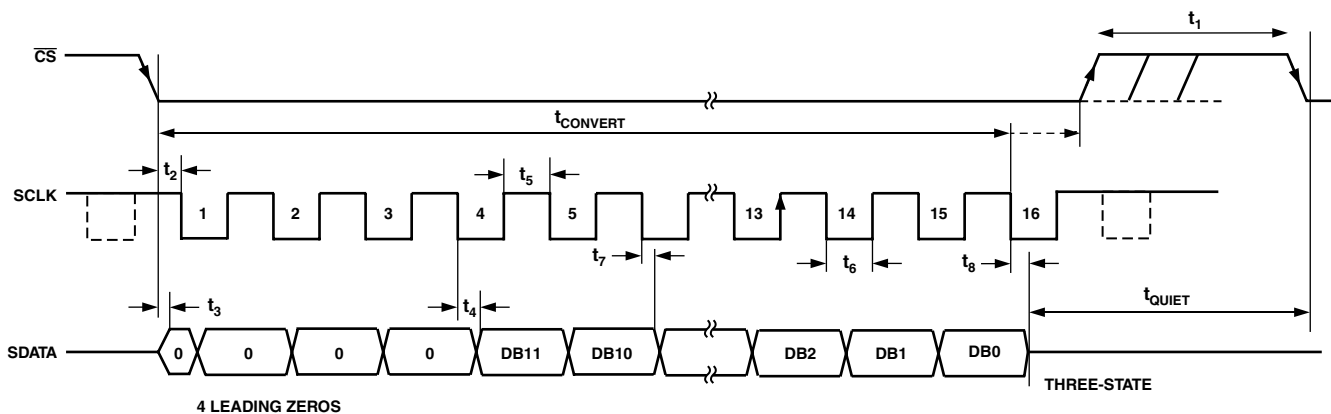 t1
CS
tCONVERT
t2
t5
SCLK
1 2 3 4 5 13 14 15 16
t7
t6
t8
t3
t4
tQUIET
SDATA
0 0 0 0 DB11 DB10 DB2 DB1 DB0
THREE-STATE
4 LEADING ZEROS